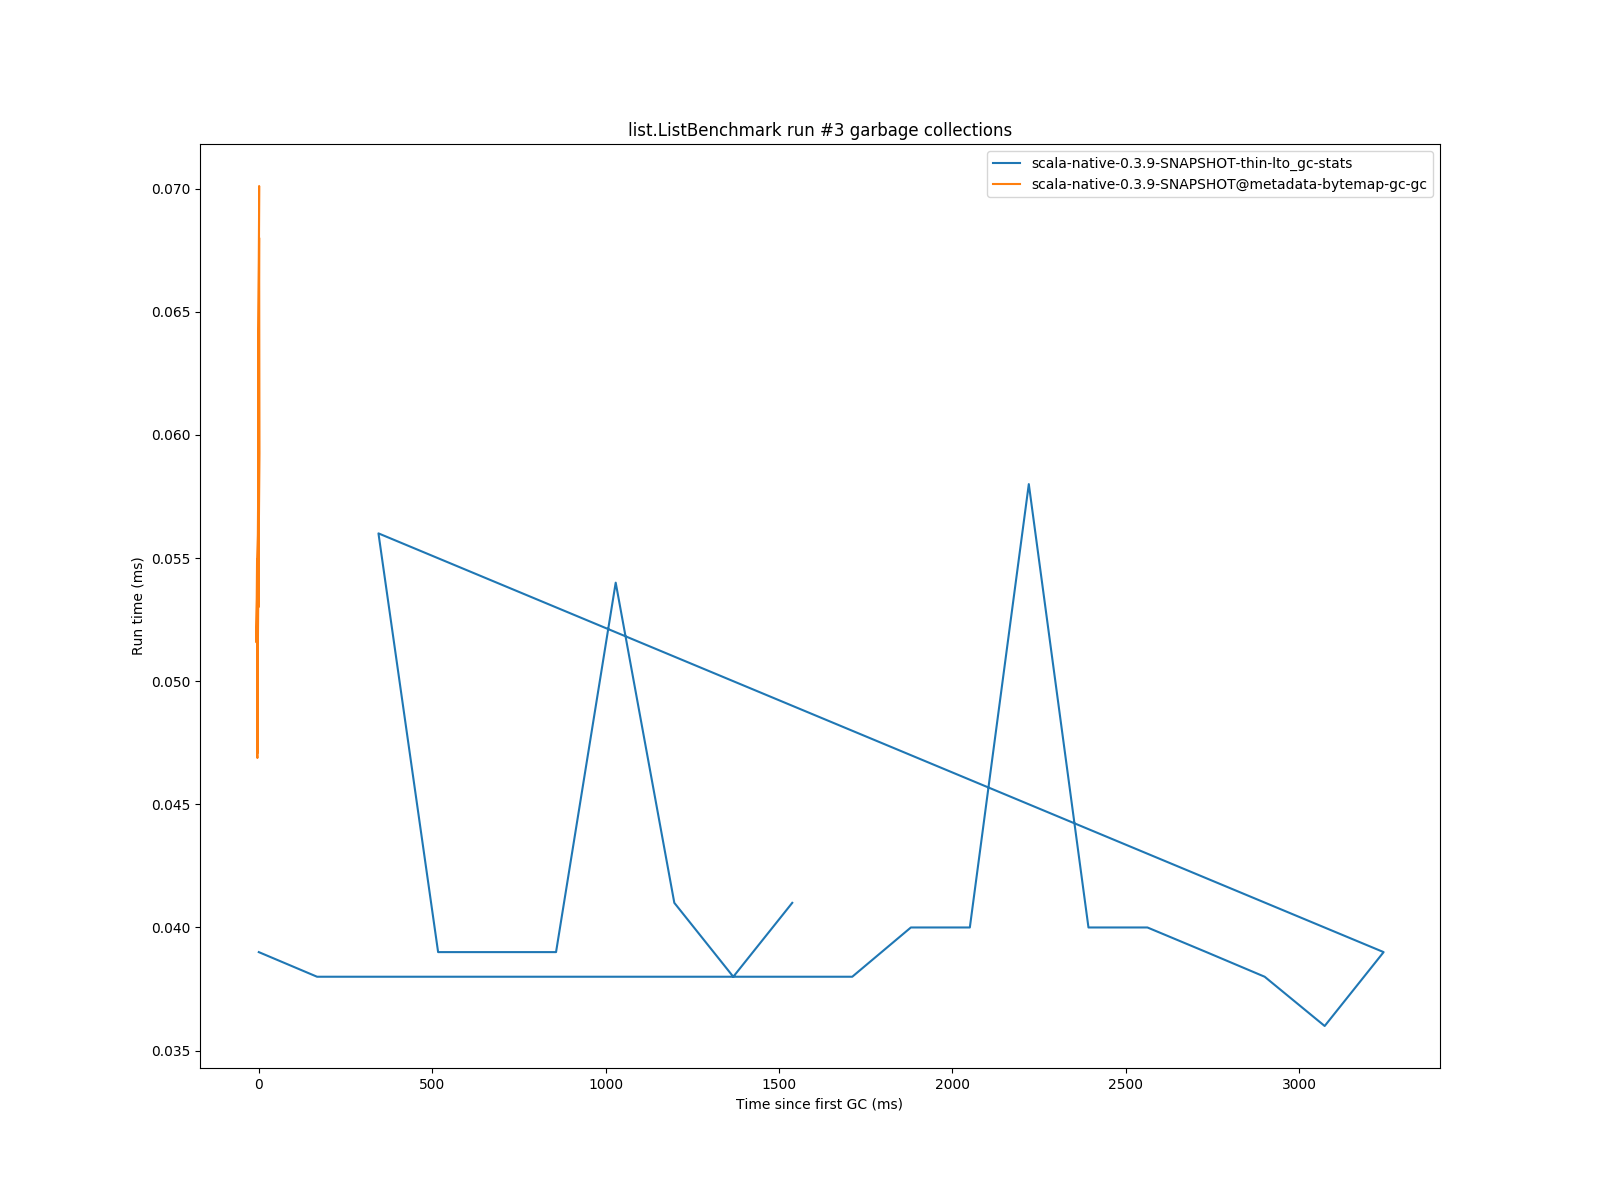 list.ListBenchmark run #3 garbage collections
scala-native-0.3.9-SNAPSHOT-thin-lto_gc-stats
scala-native-0.3.9-SNAPSHOT@metadata-bytemap-gc-gc
0.070
0.065
0.060
0.055
0.050
0.045
0.040
0.035
Run time (ms)
0 500 1000 1500 2000 2500 3000
Time since first GC (ms)